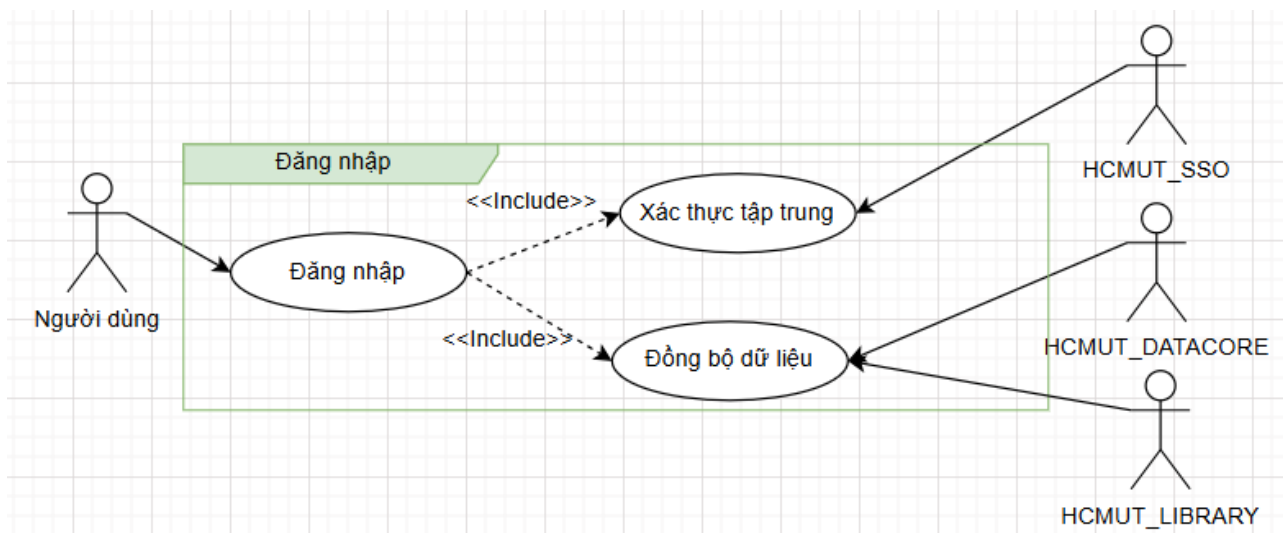 Đăng nhập
HCMUT_SSO
<<Include>>
Xác thực tập trung
Đăng nhập
Người dùng
<<Include>>
Đồng bộ dữ liệu
HCMUT_DATACORE
HCMUT_LIBRARY